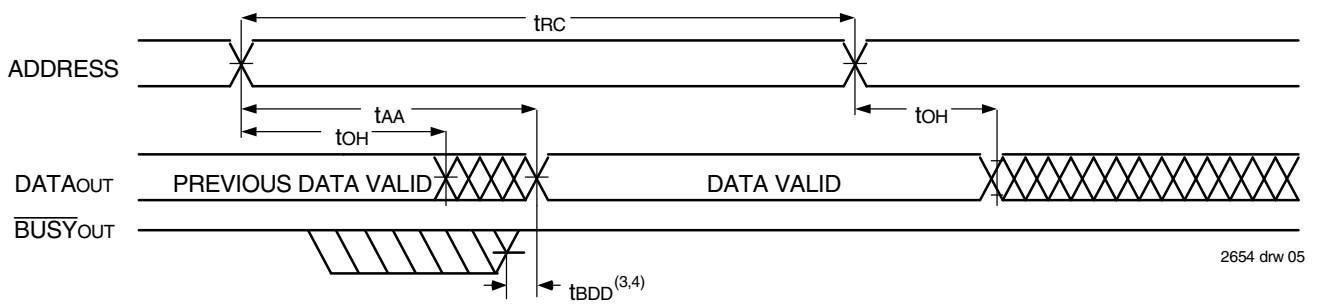 tRC
ADDRESS
tAA
tOH
tOH
DATAOUT
PREVIOUS DATA VALID
DATA VALID
BUSYOUT
2654 drw 05
tBDD(3,4)